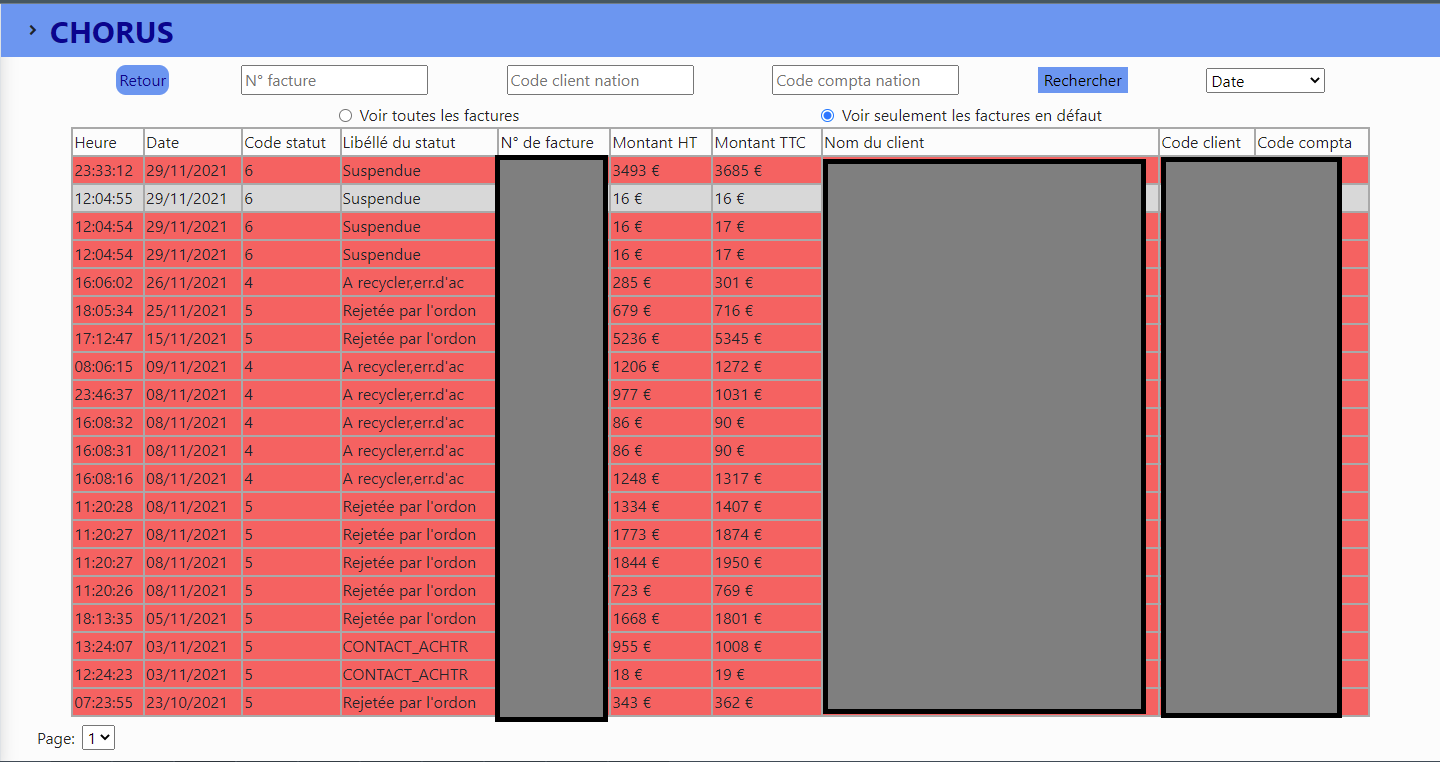 › CHORUS
Retour N° facture Code client nation Code compta nation Rechercher Date
Voir toutes les factures Voir seulement les factures en défaut
Heure Date Code statut Libéllé du statut N° de facture Montant HT Montant TTC Nom du client Code client Code compta
23:33:12 29/11/2021 6 Suspendue 3493 € 3685 €
12:04:55 29/11/2021 6 Suspendue 16 € 16 €
12:04:54 29/11/2021 6 Suspendue 16 € 17 €
12:04:54 29/11/2021 6 Suspendue 16 € 17 €
16:06:02 26/11/2021 4 A recycler,err.d'ac 285 € 301 €
18:05:34 25/11/2021 5 Rejetée par l'ordon 679 € 716 €
17:12:47 15/11/2021 5 Rejetée par l'ordon 5236 € 5345 €
08:06:15 09/11/2021 4 A recycler,err.d'ac 1206 € 1272 €
23:46:37 08/11/2021 4 A recycler,err.d'ac 977 € 1031 €
16:08:32 08/11/2021 4 A recycler,err.d'ac 86 € 90 €
16:08:31 08/11/2021 4 A recycler,err.d'ac 86 € 90 €
16:08:16 08/11/2021 4 A recycler,err.d'ac 1248 € 1317 €
11:20:28 08/11/2021 5 Rejetée par l'ordon 1334 € 1407 €
11:20:27 08/11/2021 5 Rejetée par l'ordon 1773 € 1874 €
11:20:27 08/11/2021 5 Rejetée par l'ordon 1844 € 1950 €
11:20:26 08/11/2021 5 Rejetée par l'ordon 723 € 769 €
18:13:35 05/11/2021 5 Rejetée par l'ordon 1668 € 1801 €
13:24:07 03/11/2021 5 CONTACT_ACHTR 955 € 1008 €
12:24:23 03/11/2021 5 CONTACT_ACHTR 18 € 19 €
07:23:55 23/10/2021 5 Rejetée par l'ordon 343 € 362 €
Page: 1